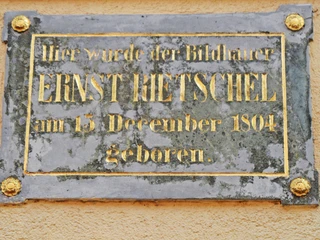 Hier wurde der Bildhauer
ERNST RIETSCHEL
am 15. December 1804
geboren.